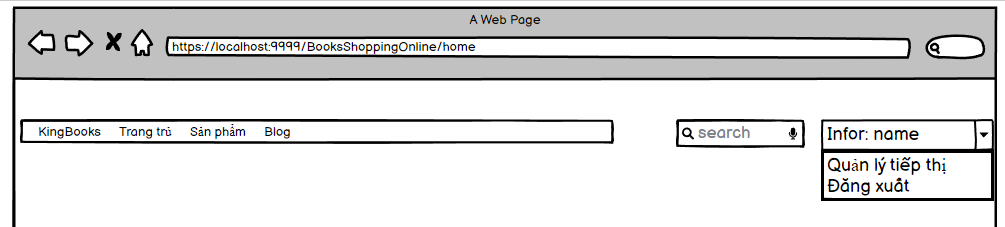 A Web Page
https://localhost:9999/BooksShoppingOnline/home
KingBooks Trang trủ Sản phẩm Blog
search
Infor: name
Quản lý tiếp thị
Đăng xuất